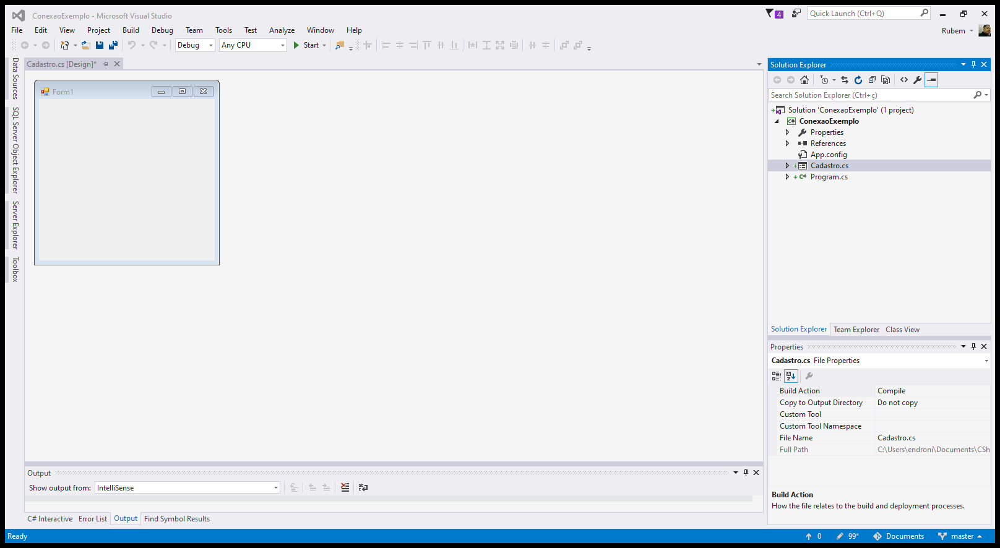 ConexaoExemplo - Microsoft Visual Studio
4
Quick Launch (Ctrl+Q)
File Edit View Project Build Debug Team Tools Test Analyze Window Help
Rubem
Debug Any CPU Start
Data Sources
SQL Server Object Explorer
Server Explorer
Toolbox
Cadastro.cs [Design]*
Form1
Solution Explorer
Search Solution Explorer (Ctrl+ç)
Solution 'ConexaoExemplo' (1 project)
C# ConexaoExemplo
Properties
References
App.config
Cadastro.cs
C# Program.cs
Solution Explorer Team Explorer Class View
Properties
Cadastro.cs File Properties
Build Action Compile
Copy to Output Directory Do not copy
Custom Tool
Custom Tool Namespace
File Name Cadastro.cs
Full Path C:\Users\endroni\Documents\CSh
Build Action
How the file relates to the build and deployment processes.
Output
Show output from: IntelliSense
C# Interactive Error List Output Find Symbol Results
Ready
0 99* Documents master